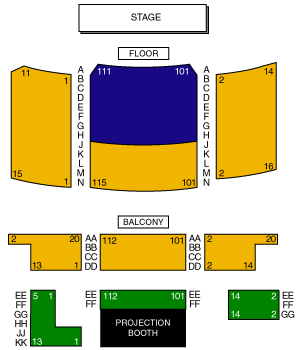 STAGE
FLOOR
11 1 A 111 101 A 2 14
B B
C C
D D
E E
F F
G G
H H
J J
K K
L L
15 1 M M 2 16
N 115 101 N
BALCONY
2 20 AA 112 101 AA 2 20
BB BB
CC CC
13 1 DD DD 2 14
EE 5 1 EE 112 101 EE 14 2 EE
FF FF FF FF
GG 14 2 GG
HH PROJECTION
JJ BOOTH
KK 13 1